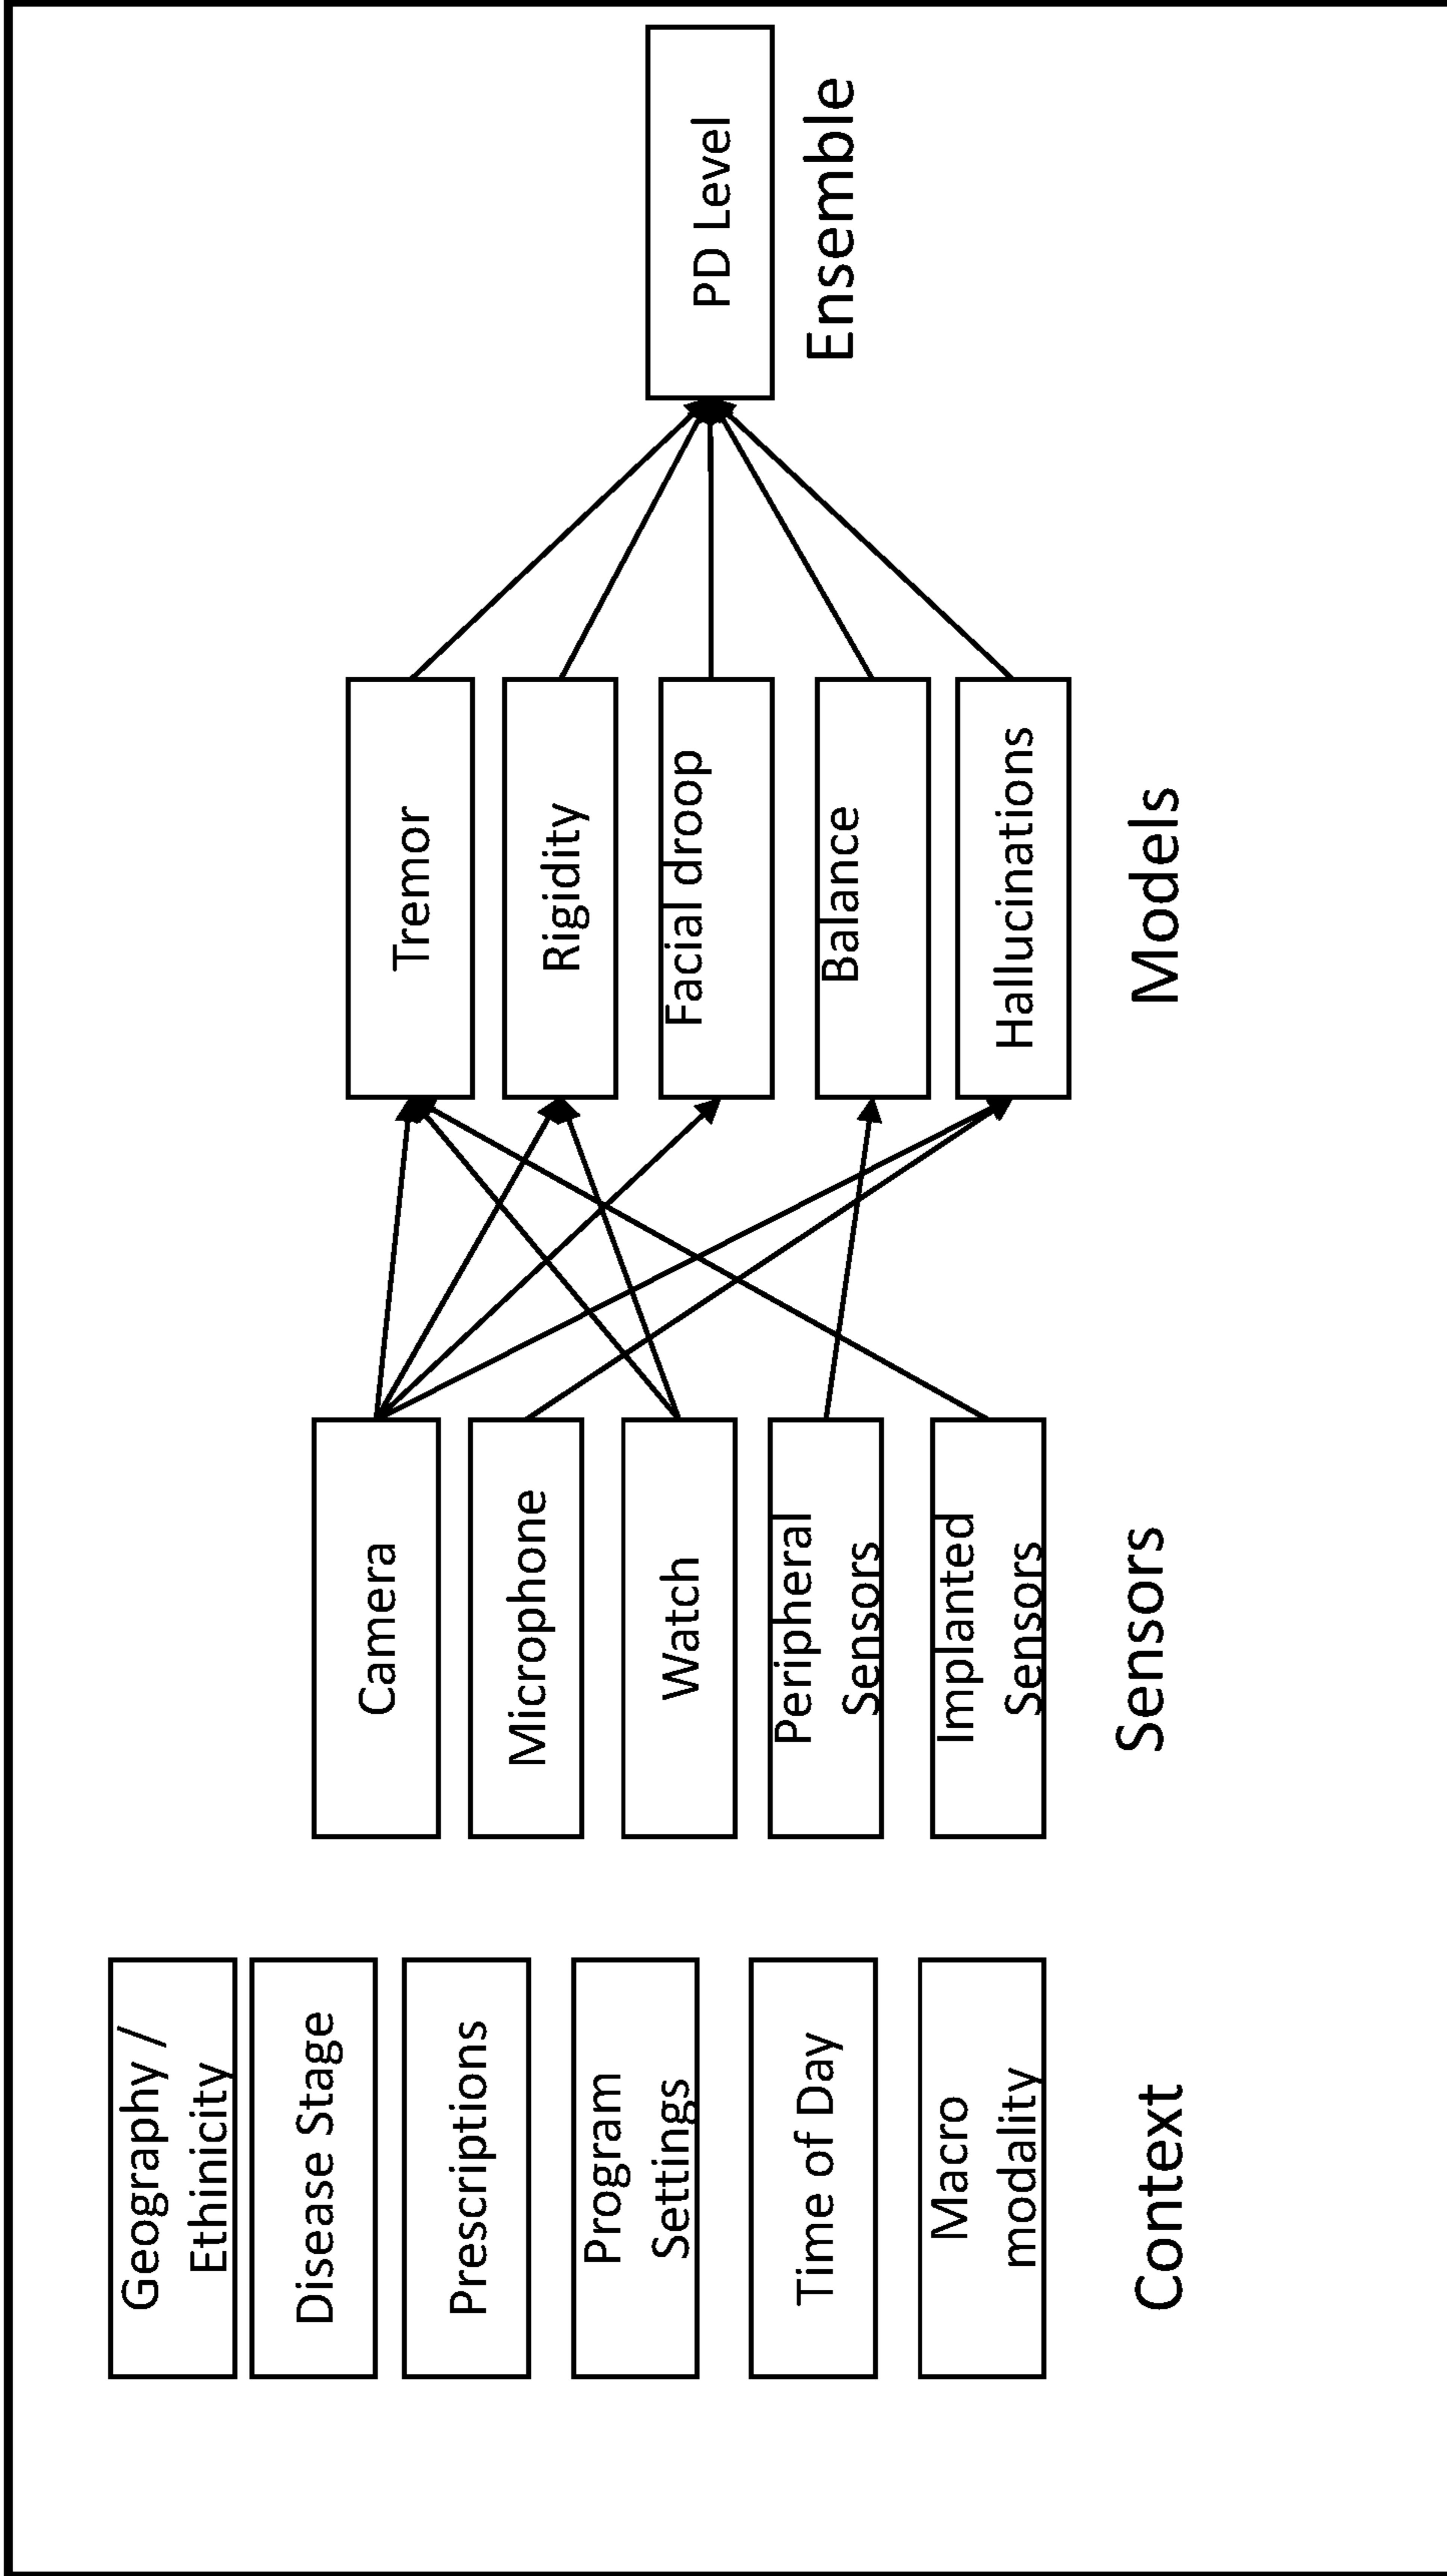 Geography /
Ethinicity
Disease Stage
Prescriptions
Program
Settings
Time of Day
Macro
modality
Context
Camera
Microphone
Watch
Peripheral
Sensors
Implanted
Sensors
Sensors
Tremor
Rigidity
Facial droop
Balance
Hallucinations
Models
PD Level
Ensemble